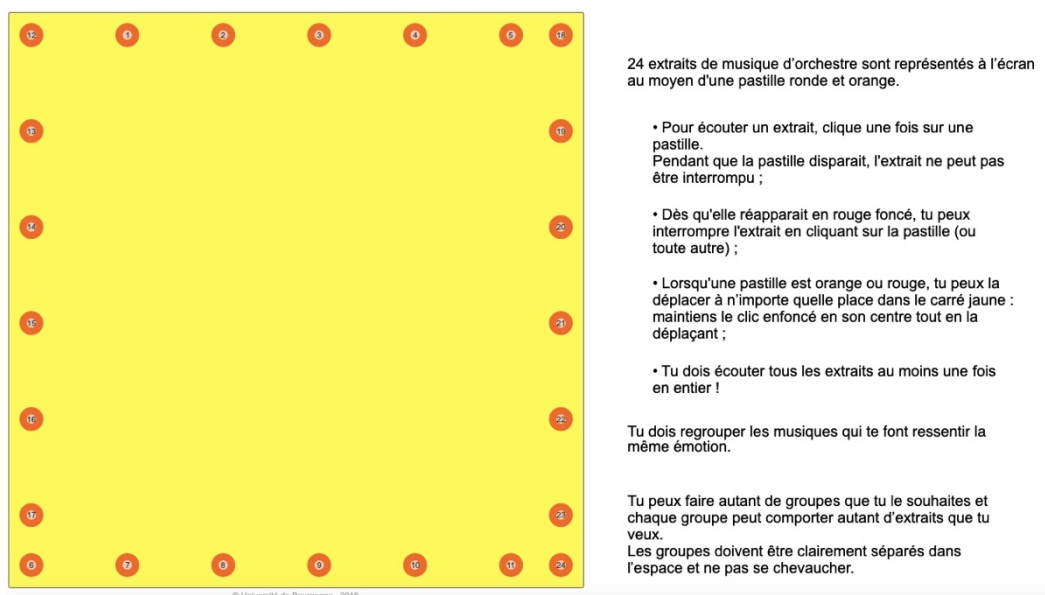 12 1 2 3 4 5 18
24 extraits de musique d'orchestre sont représentés à l'écran
au moyen d'une pastille ronde et orange.
13 19
• Pour écouter un extrait, clique une fois sur une
pastille.
Pendant que la pastille disparait, l'extrait ne peut pas
être interrompu ;
14 20
• Dès qu'elle réapparait en rouge foncé, tu peux
interrompre l'extrait en cliquant sur la pastille (ou
toute autre) ;
15 21
• Lorsqu'une pastille est orange ou rouge, tu peux la
déplacer à n'importe quelle place dans le carré jaune :
maintiens le clic enfoncé en son centre tout en la
déplaçant ;
• Tu dois écouter tous les extraits au moins une fois
en entier !
16 22
Tu dois regrouper les musiques qui te font ressentir la
même émotion.
17 23
Tu peux faire autant de groupes que tu le souhaites et
chaque groupe peut comporter autant d'extraits que tu
veux.
Les groupes doivent être clairement séparés dans
l'espace et ne pas se chevaucher.
6 7 8 9 10 11 24